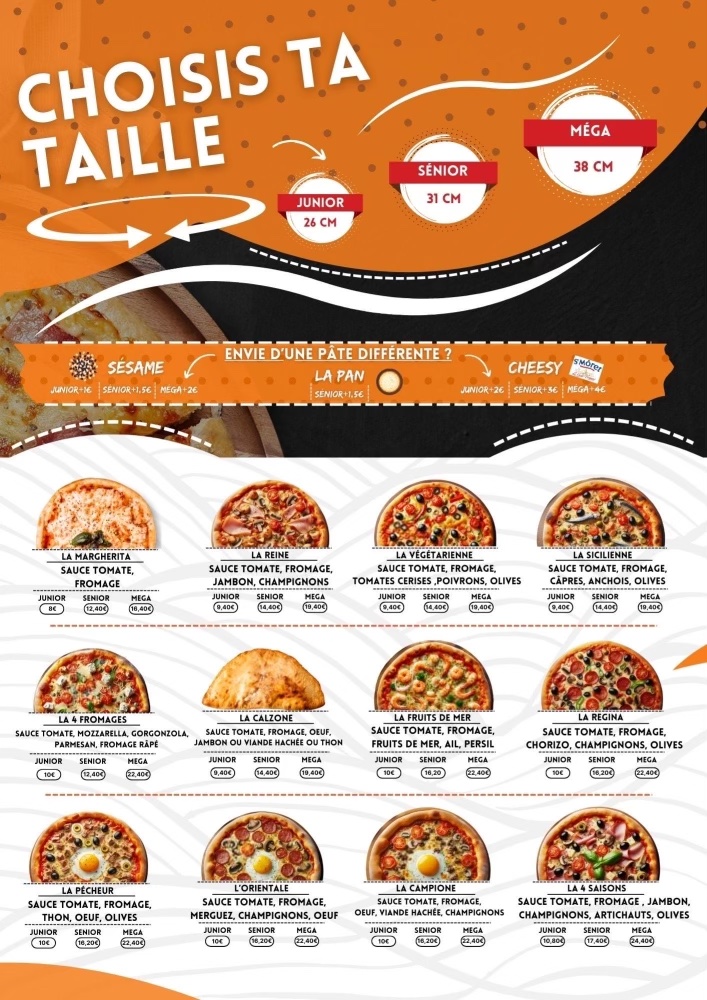 CHOISIS TA
TAILLE
JUNIOR
26 CM
SÉNIOR
31 CM
MÉGA
38 CM
ENVIE D'UNE PÂTE DIFFÉRENTE ?
SÉSAME
JUNIOR+1€ SÉNIOR+1.5€ MEGA+2€
LA PAN
SENIOR+1.5€
CHEESY
JUNIOR+2€ SÉNIOR+3€ MEGA+4€
LA MARGHERITA
SAUCE TOMATE,
FROMAGE
JUNIOR SENIOR MEGA
8€ 12,40€ 16,40€
LA REINE
SAUCE TOMATE, FROMAGE,
JAMBON, CHAMPIGNONS
JUNIOR SENIOR MEGA
9,40€ 14,40€ 19,40€
LA VÉGÉTARIENNE
SAUCE TOMATE, FROMAGE,
TOMATES CERISES ,POIVRONS, OLIVES
JUNIOR SENIOR MEGA
9,40€ 14,40€ 19,40€
LA SICILIENNE
SAUCE TOMATE, FROMAGE,
CÂPRES, ANCHOIS, OLIVES
JUNIOR SENIOR MEGA
9,40€ 14,40€ 19,40€
LA 4 FROMAGES
SAUCE TOMATE, MOZZARELLA, GORGONZOLA,
PARMESAN, FROMAGE RÂPÉ
JUNIOR SENIOR MEGA
10€ 12,40€ 22,40€
LA CALZONE
SAUCE TOMATE, FROMAGE, OEUF,
JAMBON OU VIANDE HACHÉE OU THON
JUNIOR SENIOR MEGA
9,40€ 14,40€ 19,40€
LA FRUITS DE MER
SAUCE TOMATE, FROMAGE,
FRUITS DE MER, AIL, PERSIL
JUNIOR SENIOR MEGA
10€ 16,20 22,40€
LA REGINA
SAUCE TOMATE, FROMAGE,
CHORIZO, CHAMPIGNONS, OLIVES
JUNIOR SENIOR MEGA
10€ 16,20€ 22,40€
LA PÊCHEUR
SAUCE TOMATE, FROMAGE,
THON, OEUF, OLIVES
JUNIOR SENIOR MEGA
10€ 16,20€ 22,40€
L'ORIENTALE
SAUCE TOMATE, FROMAGE,
MERGUEZ, CHAMPIGNONS, OEUF
JUNIOR SENIOR MEGA
10€ 16,20€ 22,40€
LA CAMPIONE
SAUCE TOMATE, FROMAGE,
OEUF, VIANDE HACHÉE, CHAMPIGNONS
JUNIOR SENIOR MEGA
10€ 16,20€ 22,40€
LA 4 SAISONS
SAUCE TOMATE, FROMAGE , JAMBON,
CHAMPIGNONS, ARTICHAUTS, OLIVES
JUNIOR SENIOR MEGA
10,80€ 17,40€ 24,40€